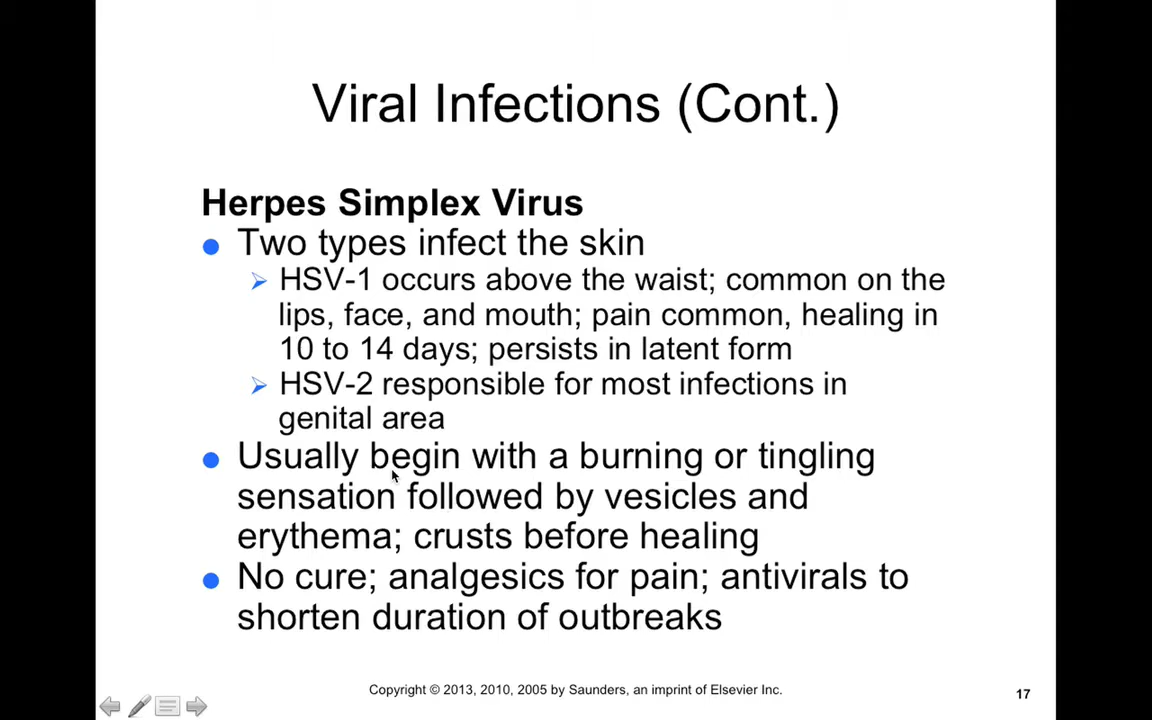 Viral Infections (Cont.)
Herpes Simplex Virus
Two types infect the skin
HSV-1 occurs above the waist; common on the
lips, face, and mouth; pain common, healing in
10 to 14 days; persists in latent form
HSV-2 responsible for most infections in
genital area
Usually begin with a burning or tingling
sensation followed by vesicles and
erythema; crusts before healing
No cure; analgesics for pain; antivirals to
shorten duration of outbreaks
Copyright © 2013, 2010, 2005 by Saunders, an imprint of Elsevier Inc.
17